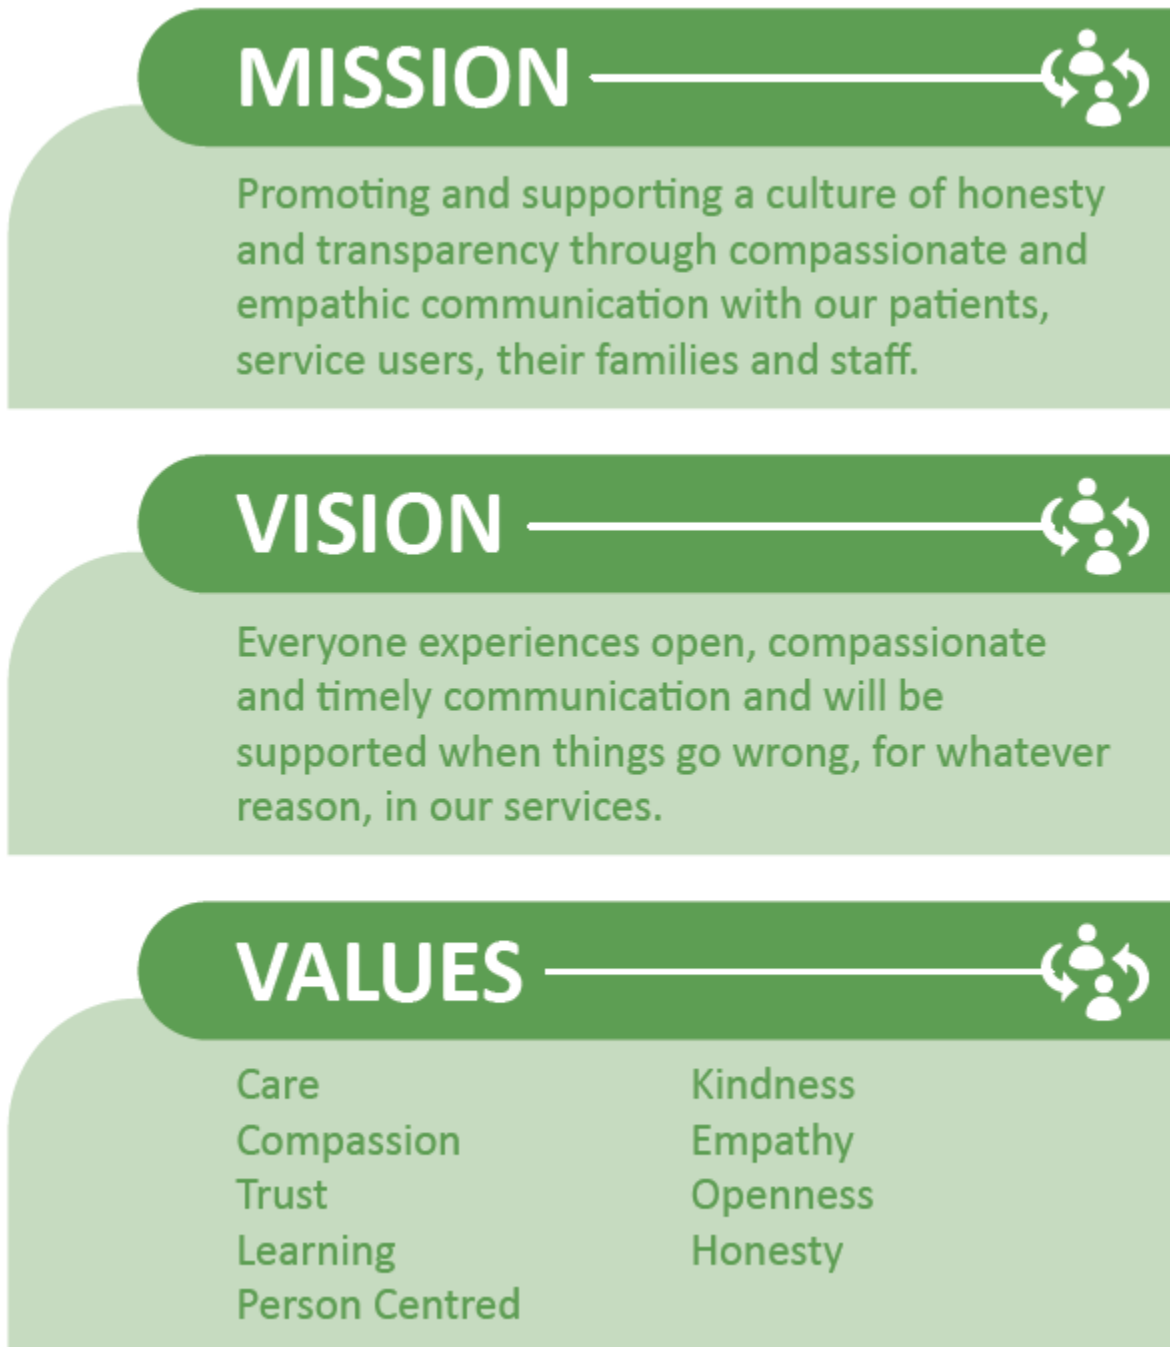 MISSION
Promoting and supporting a culture of honesty
and transparency through compassionate and
empathic communication with our patients,
service users, their families and staff.
VISION
Everyone experiences open, compassionate
and timely communication and will be
supported when things go wrong, for whatever
reason, in our services.
VALUES
Care
Compassion
Trust
Learning
Person Centred
Kindness
Empathy
Openness
Honesty